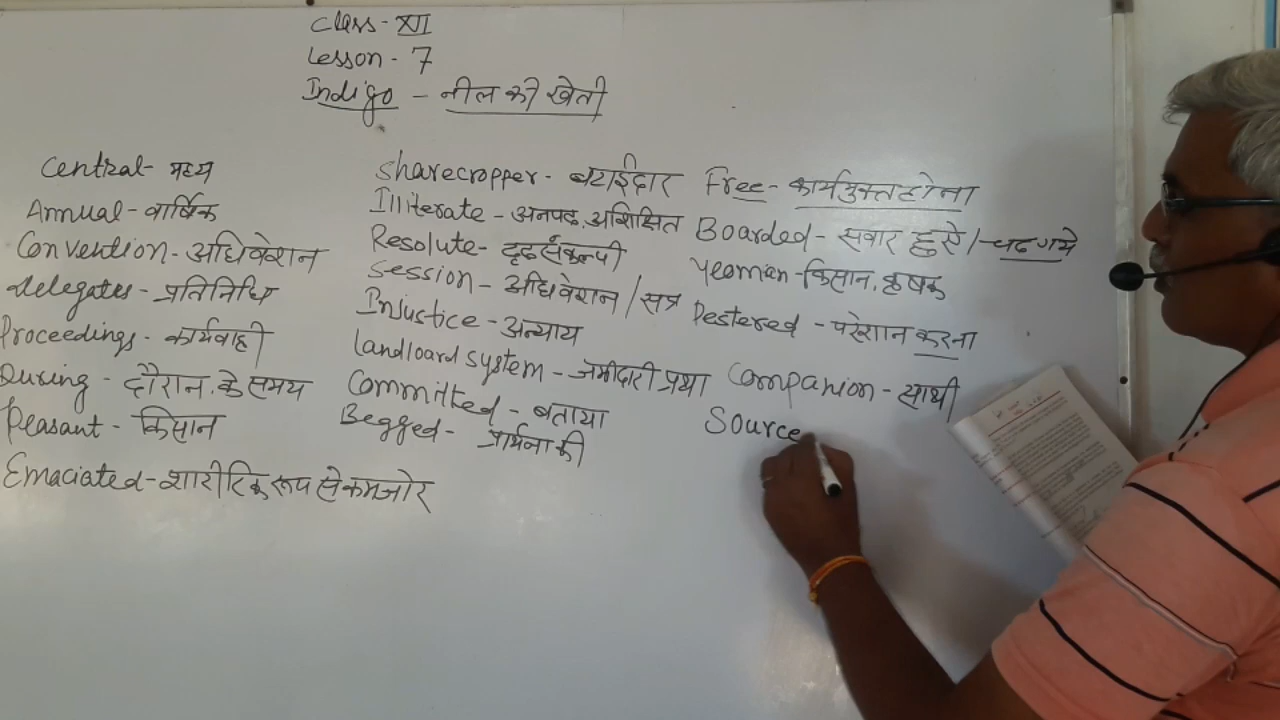 Class - XII
Lesson - 7
Indigo - नील की खेती
Central - मध्य
Annual - वार्षिक
Convention - अधिवेशन
delegates - प्रतिनिधि
Proceedings - कार्यवाही
During - दौरान, के समय
Peasant - किसान
Emaciated - शारीरिक रूप से कमजोर
Sharecropper - बटाईदार
Illiterate - अनपढ, अशिक्षित
Resolute - दृढसंकल्पी
Session - अधिवेशन / सत्र
Injustice - अन्याय
landloard system - जमीदारी प्रथा
Committed - बताया
Begged - प्रार्थना की
Free - कार्यमुक्त होना
Boarded - सवार हुऐ / चढ गये
Yeoman - किसान, कृषक
Pestered - परेशान करना
Companion - साथी
Source